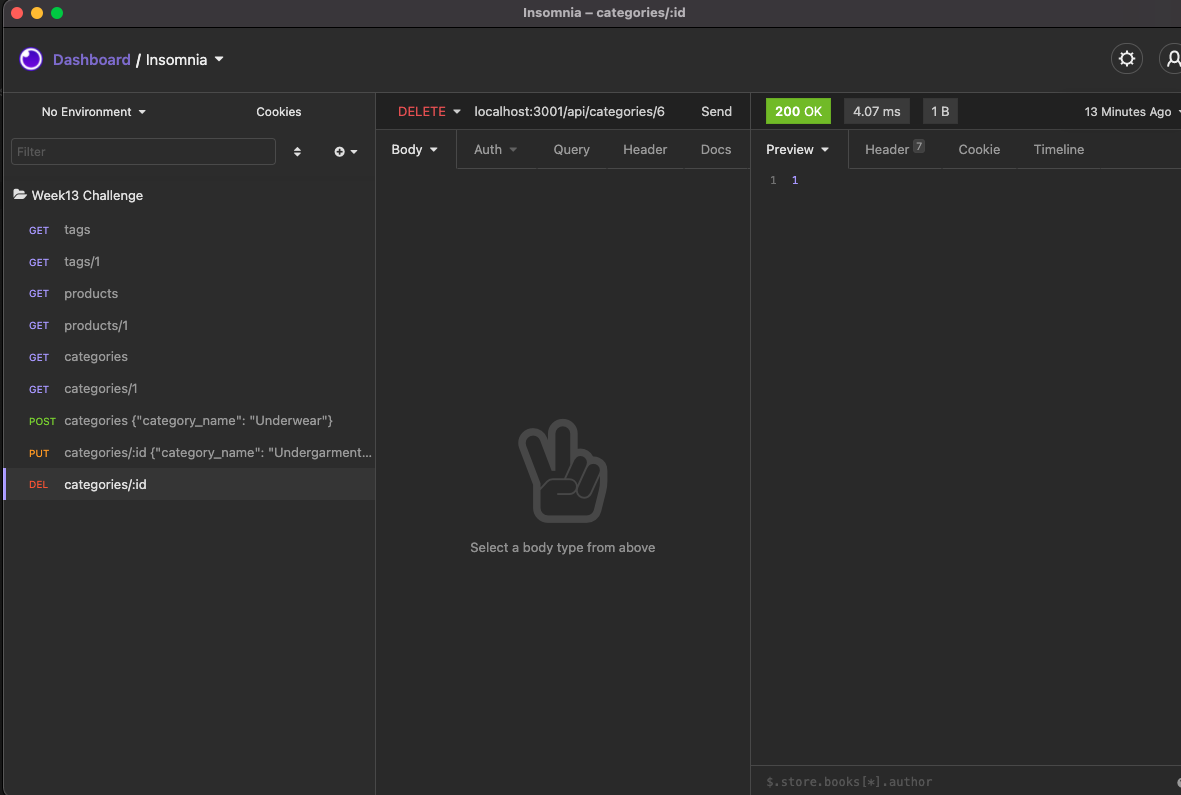 Insomnia – categories/:id
Dashboard / Insomnia
No Environment
Cookies
Filter
Week13 Challenge
GET tags
GET tags/1
GET products
GET products/1
GET categories
GET categories/1
POST categories {"category_name": "Underwear"}
PUT categories/:id {"category_name": "Undergarment...
DEL categories/:id
DELETE localhost:3001/api/categories/6 Send
Body Auth Query Header Docs
Select a body type from above
200 OK 4.07 ms 1 B 13 Minutes Ago
Preview Header 7 Cookie Timeline
1 1
$.store.books[*].author